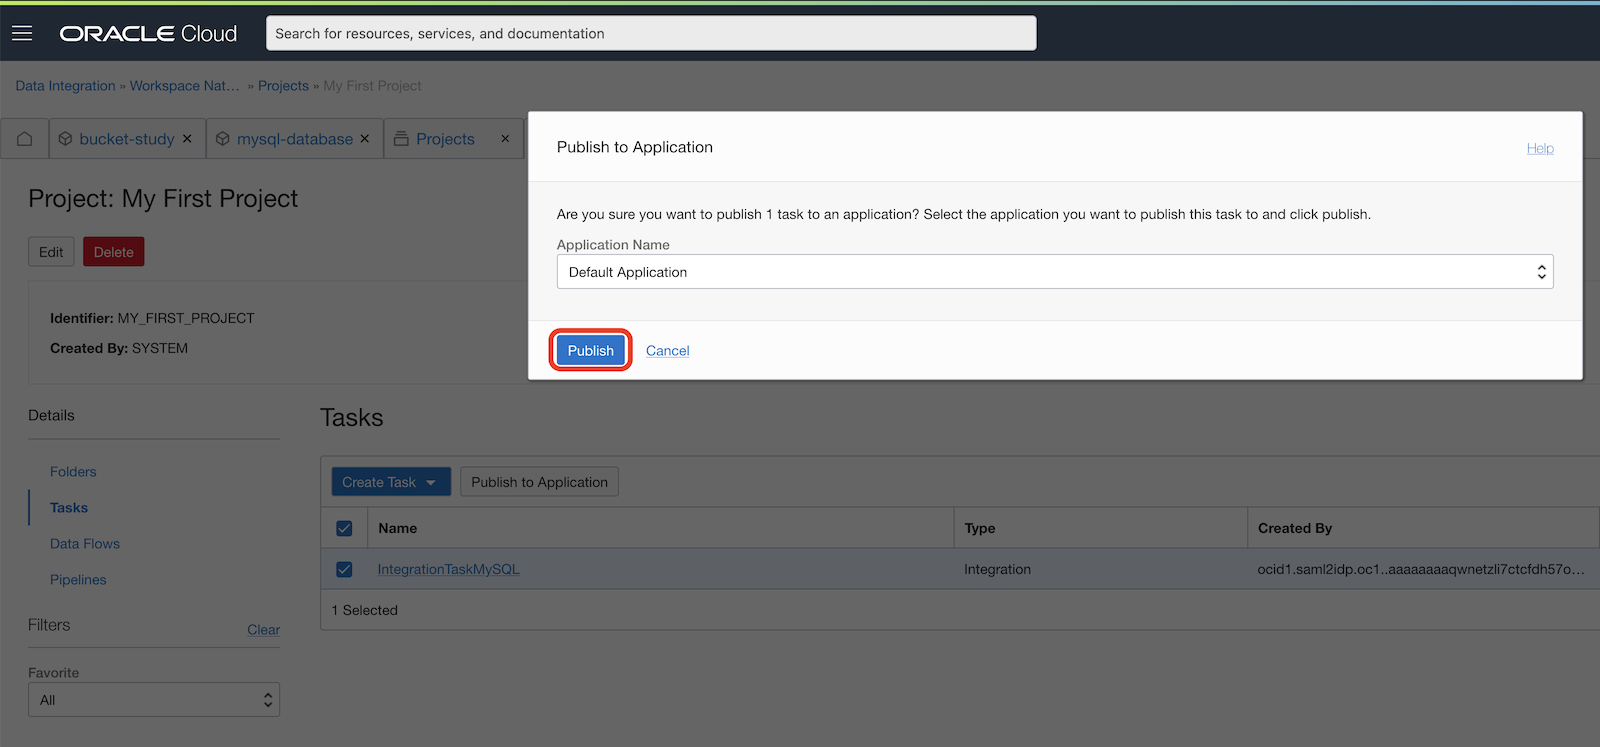 ORACLE Cloud
Search for resources, services, and documentation
Data Integration » Workspace Nat... » Projects » My First Project
bucket-study
mysql-database
Projects
Project: My First Project
Edit
Delete
Identifier: MY_FIRST_PROJECT
Created By: SYSTEM
Publish to Application
Help
Are you sure you want to publish 1 task to an application? Select the application you want to publish this task to and click publish.
Application Name
Default Application
Publish
Cancel
Details
Folders
Tasks
Data Flows
Pipelines
Filters
Clear
Favorite
All
Tasks
Create Task
Publish to Application
Name Type Created By
IntegrationTaskMySQL Integration ocid1.saml2idp.oc1..aaaaaaaaqwnetzli7ctcfdh57o...
1 Selected